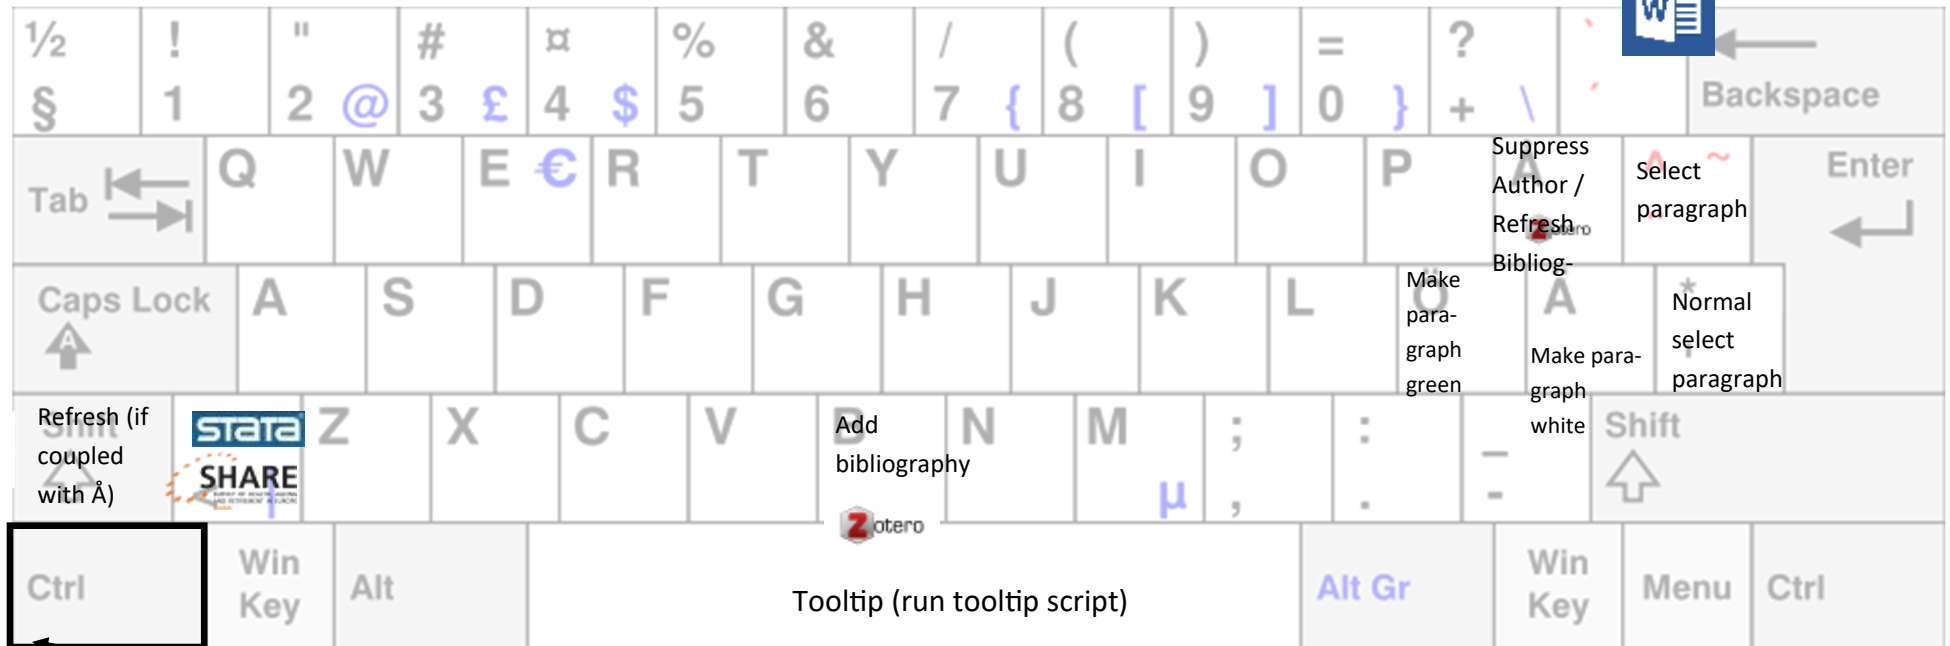 ½ ! " # ¤ % & / ( ) = ? ` W
§ 1 2 @ 3 £ 4 $ 5 6 7 { 8 [ 9 ] 0 } + \ ´ Backspace
Tab Q W E € R T Y U I O P Å ^ ~ Enter
Suppress
Author /
Refresh
Bibliog-
zotero
Select
paragraph
Caps Lock A S D F G H J K L Ö Ä *
A
Make
para-
graph
green
Make para-
graph
white
Normal
select
paragraph
Shift < | Z X C V B N M µ ; , : . _ - Shift
Refresh (if
coupled
with Å)
STATA
SHARE
Add
bibliography
zotero
Ctrl Win Key Alt Alt Gr Win Key Menu Ctrl
Tooltip (run tooltip script)